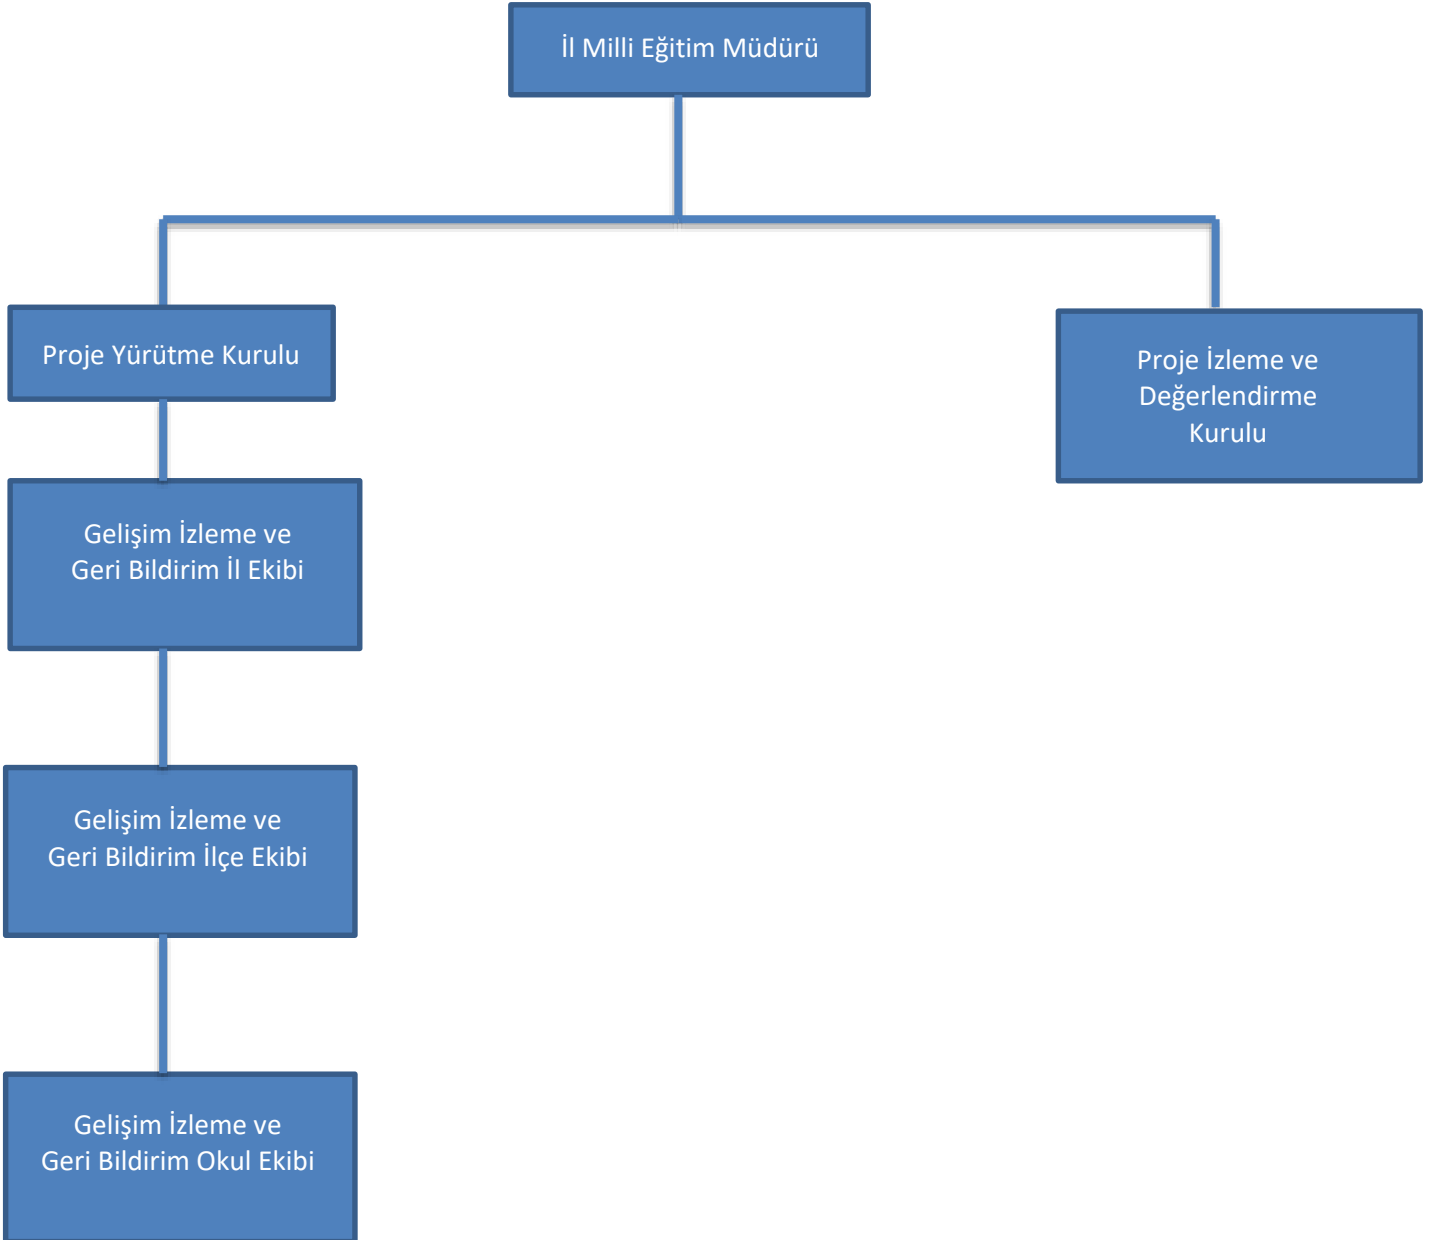 İl Milli Eğitim Müdürü
Proje Yürütme Kurulu
Proje İzleme ve
Değerlendirme
Kurulu
Gelişim İzleme ve
Geri Bildirim İl Ekibi
Gelişim İzleme ve
Geri Bildirim İlçe Ekibi
Gelişim İzleme ve
Geri Bildirim Okul Ekibi